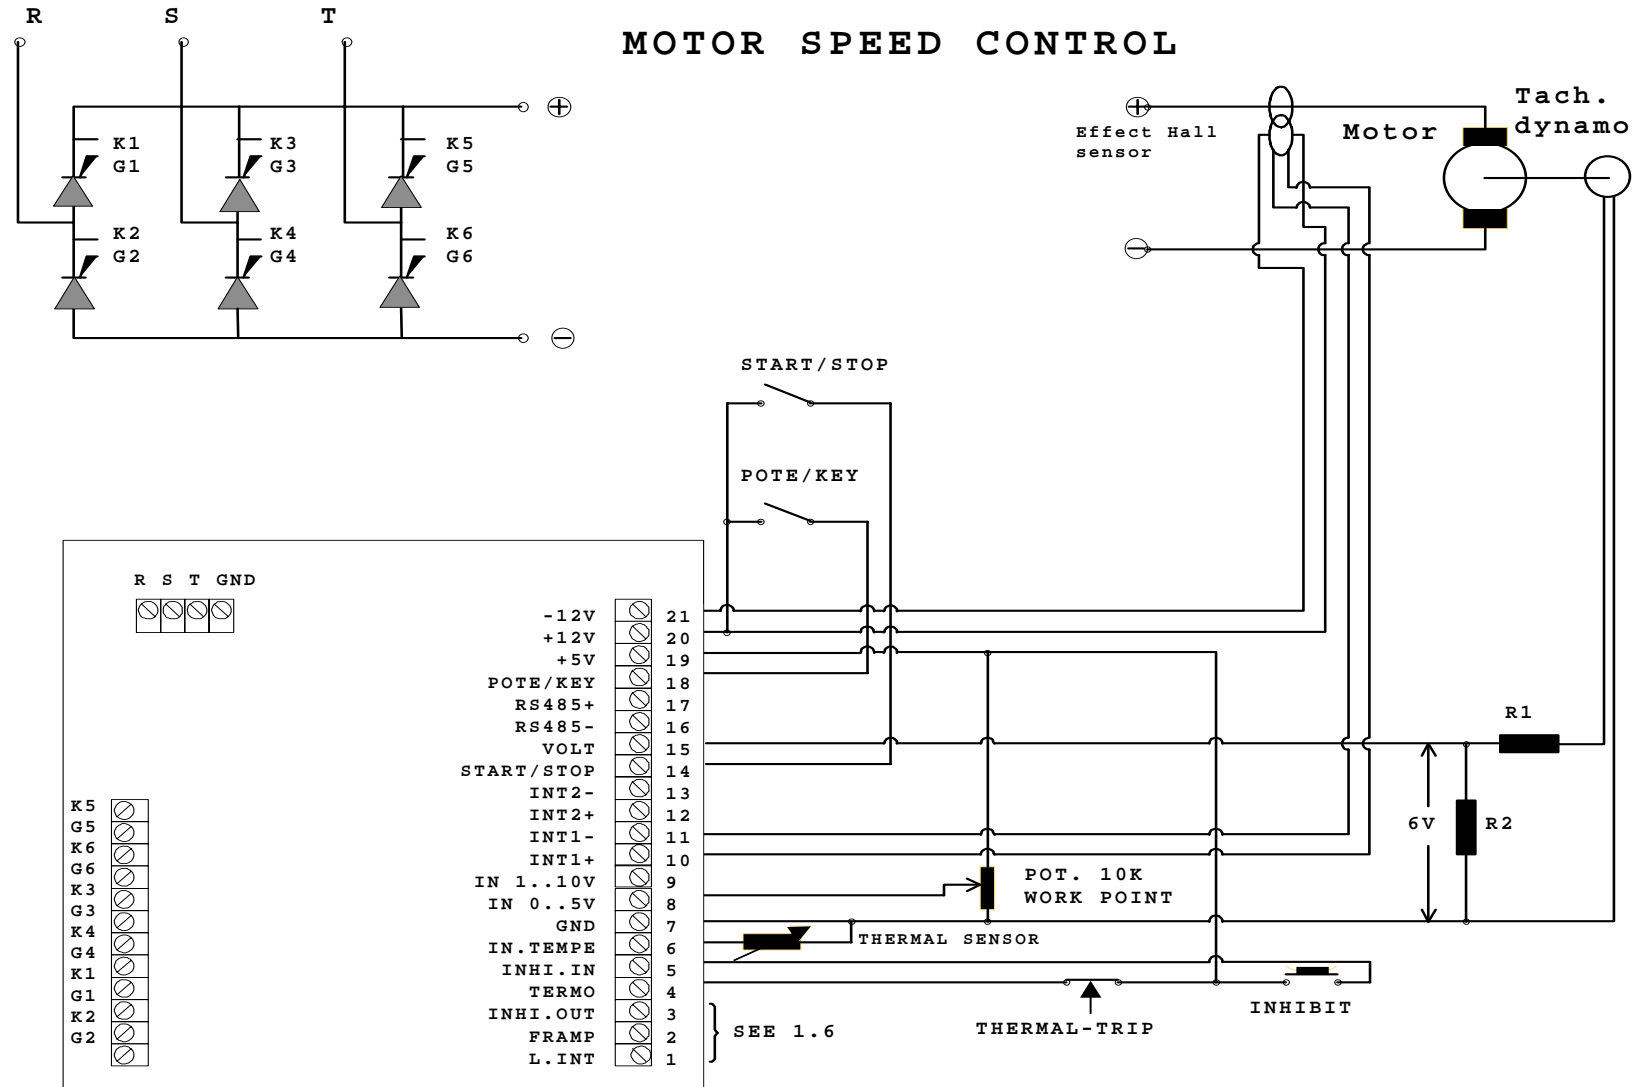 R S T
MOTOR SPEED CONTROL
Tach.
dynamo
Motor
Effect Hall
sensor
K1
G1
K3
G3
K5
G5
K2
G2
K4
G4
K6
G6
START/STOP
POTE/KEY
R S T GND
-12V 21
+12V 20
+5V 19
POTE/KEY 18
RS485+ 17
RS485- 16
VOLT 15
START/STOP 14
INT2- 13
INT2+ 12
INT1- 11
INT1+ 10
IN 1..10V 9
IN 0..5V 8
GND 7
IN.TEMPE 6
INHI.IN 5
TERMO 4
INHI.OUT 3
FRAMP 2
L.INT 1
K5
G5
K6
G6
K3
G3
K4
G4
K1
G1
K2
G2
R1
6V
R2
POT. 10K
WORK POINT
THERMAL SENSOR
INHIBIT
THERMAL-TRIP
SEE 1.6